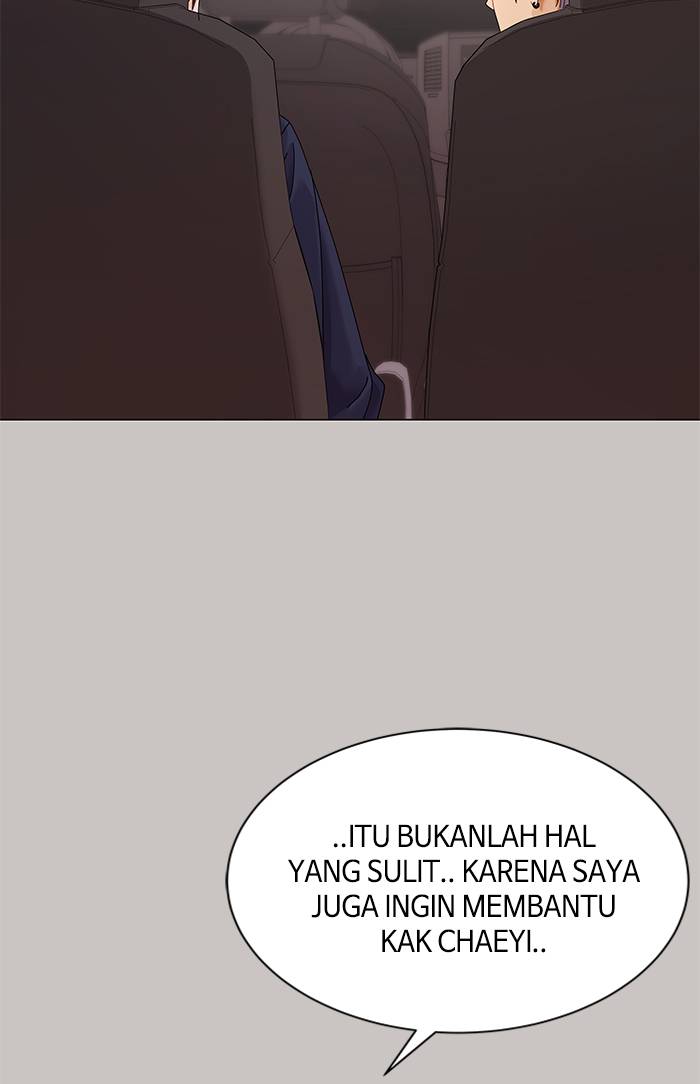 ..ITU BUKANLAH HAL
YANG SULIT.. KARENA SAYA
JUGA INGIN MEMBANTU
KAK CHAEYI..